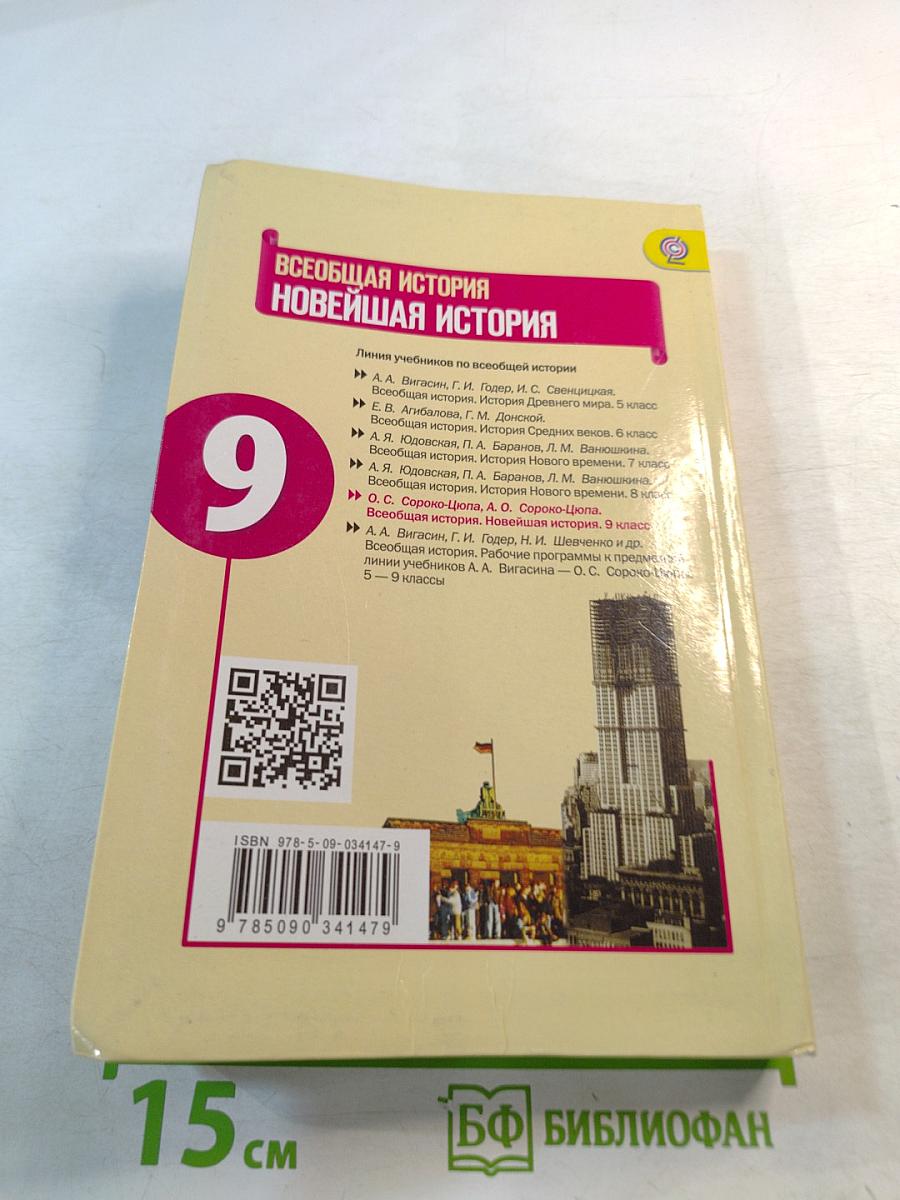 ВСЕОБЩАЯ ИСТОРИЯ
НОВЕЙШАЯ ИСТОРИЯ
Линия учебников по всеобщей истории
А. А. Вигасин, Г. И. Годер, И. С. Свенцицкая.
Всеобщая история. История Древнего мира. 5 класс
Е. В. Агибалова, Г. М. Донской.
Всеобщая история. История Средних веков. 6 класс
А. Я. Юдовская, П. А. Баранов, Л. М. Ванюшкина.
Всеобщая история. История Нового времени. 7 класс
А. Я. Юдовская, П. А. Баранов, Л. М. Ванюшкина.
Всеобщая история. История Нового времени. 8 класс
О. С. Сороко-Цюпа, А. О. Сороко-Цюпа.
Всеобщая история. Новейшая история. 9 класс
А. А. Вигасин, Г. И. Годер, Н. И. Шевченко и др.
Всеобщая история. Рабочие программы к предметной
линии учебников А. А. Вигасина — О. С. Сороко-Цюпы.
5 — 9 классы
9
ISBN 978-5-09-034147-9
9 785090 341479
15 см
БФ БИБЛИОФАН